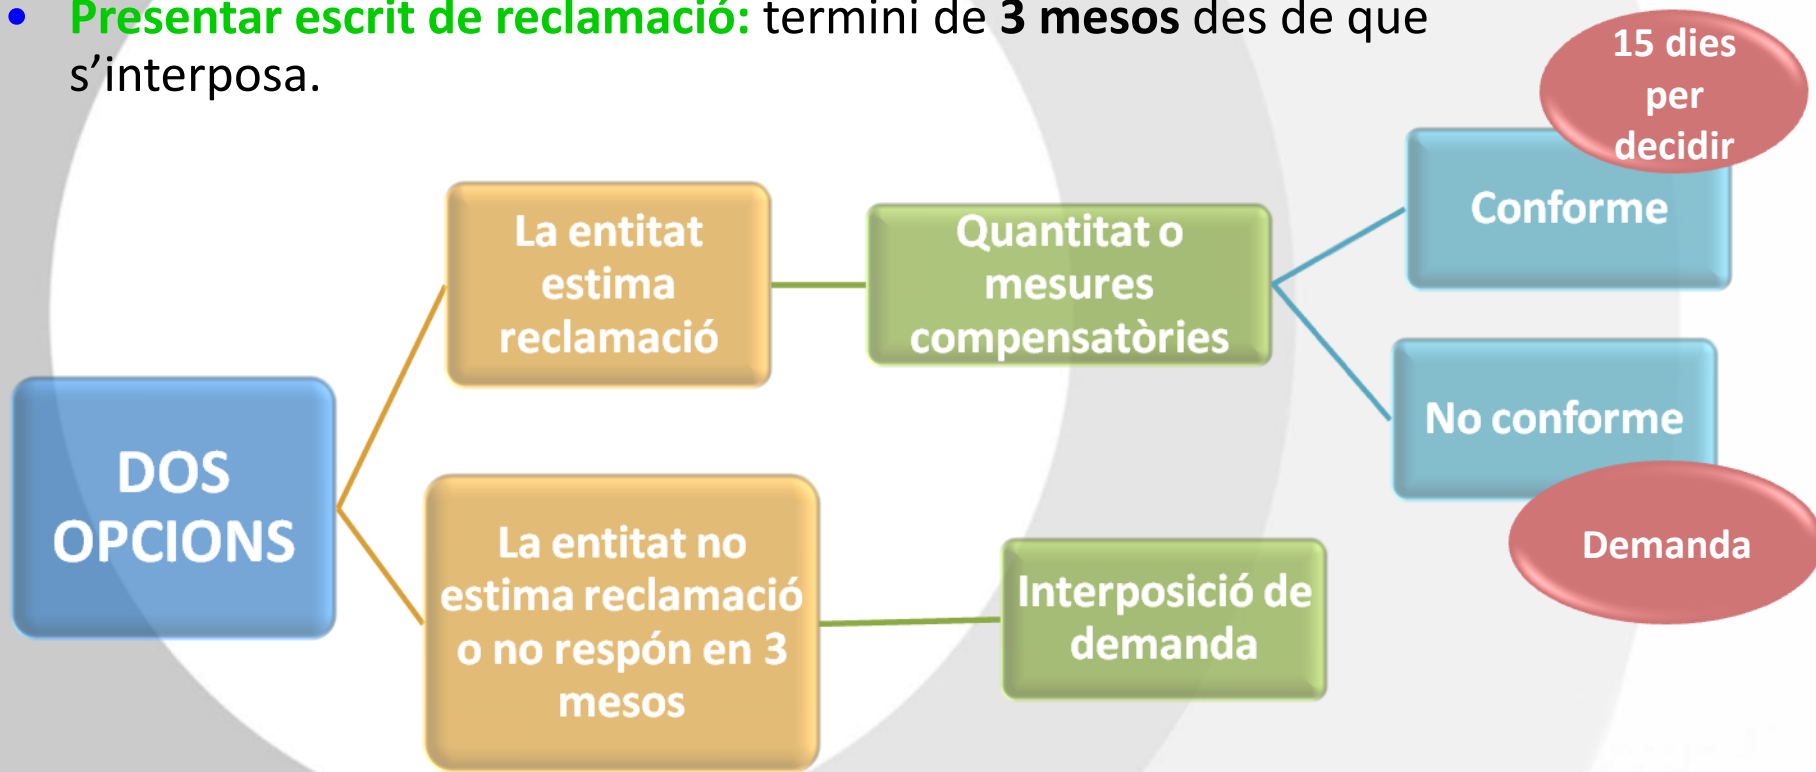 • Presentar escrit de reclamació: termini de 3 mesos des de que
s’interposa.
15 dies
per
decidir
Conforme
La entitat
estima
reclamació
Quantitat o
mesures
compensatòries
No conforme
Demanda
DOS
OPCIONS
La entitat no
estima reclamació
o no respón en 3
mesos
Interposició de
demanda